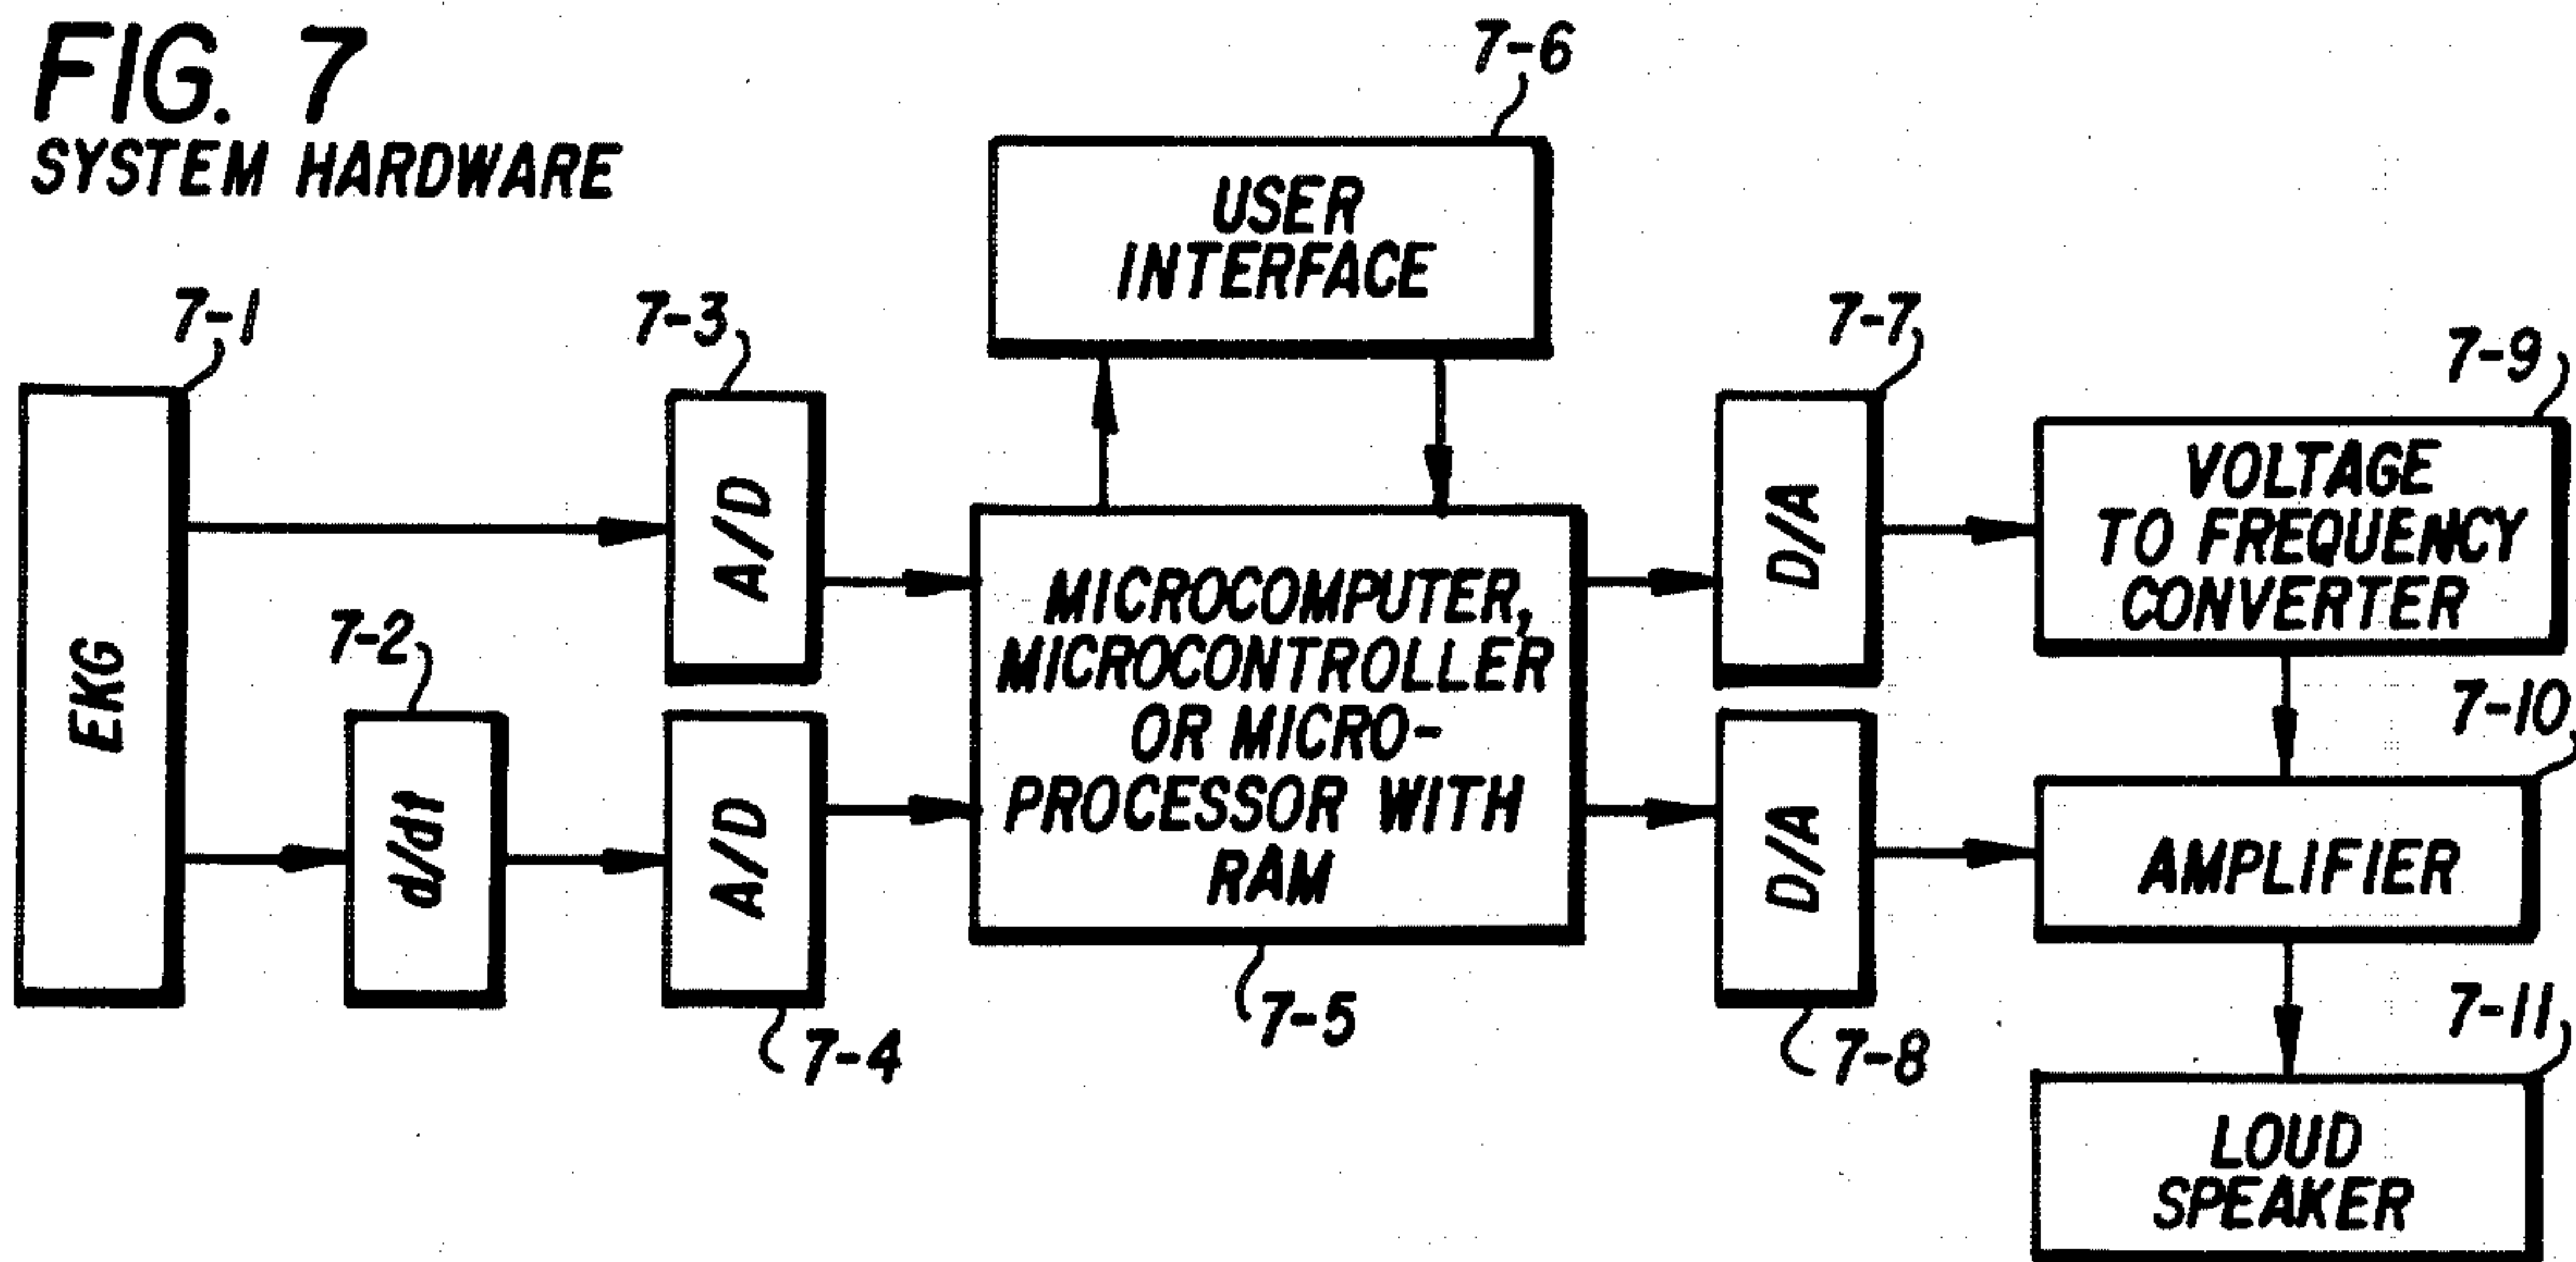 FIG. 7
SYSTEM HARDWARE
7-6
USER
INTERFACE
7-1
EKG
7-2
d/dt
7-3
A/D
7-4
A/D
MICROCOMPUTER,
MICROCONTROLLER
OR MICRO-
PROCESSOR WITH
RAM
7-5
7-7
D/A
7-8
D/A
7-9
VOLTAGE
TO FREQUENCY
CONVERTER
7-10
AMPLIFIER
7-11
LOUD
SPEAKER